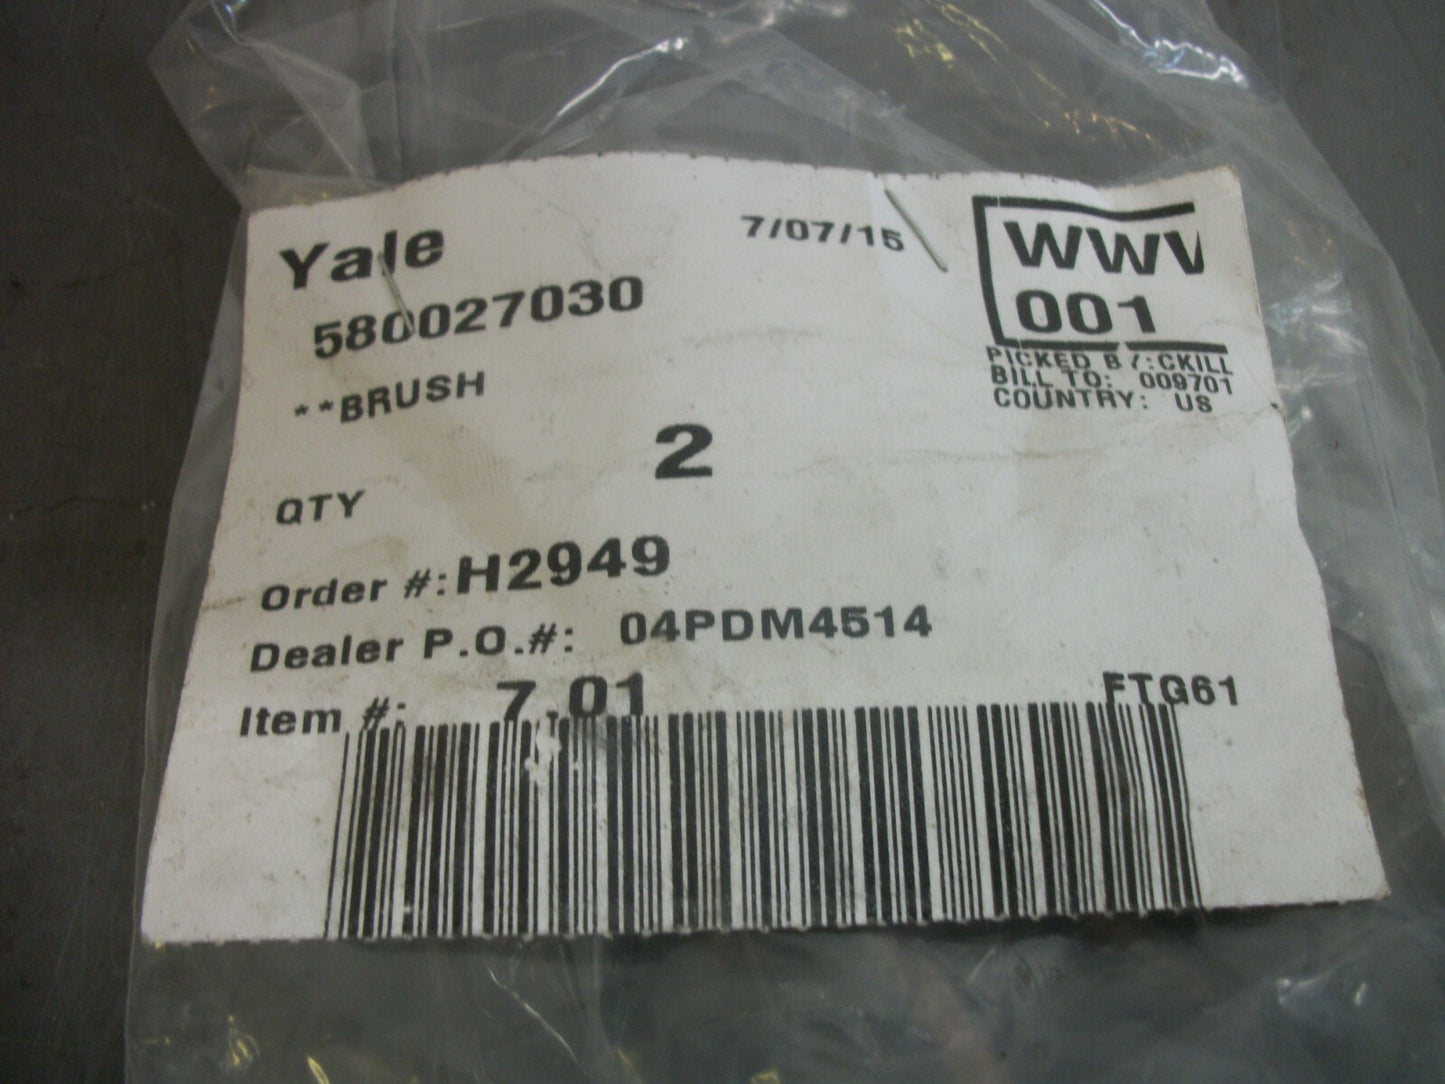 Yale 7/07/15
580027030
**BRUSH
2
QTY
Order #: H2949
Dealer P.O.#: 04PDM4514
Item #: 7.01 FTG61
WWV
001
PICKED BY:CKILL
BILL TO: 009701
COUNTRY: US